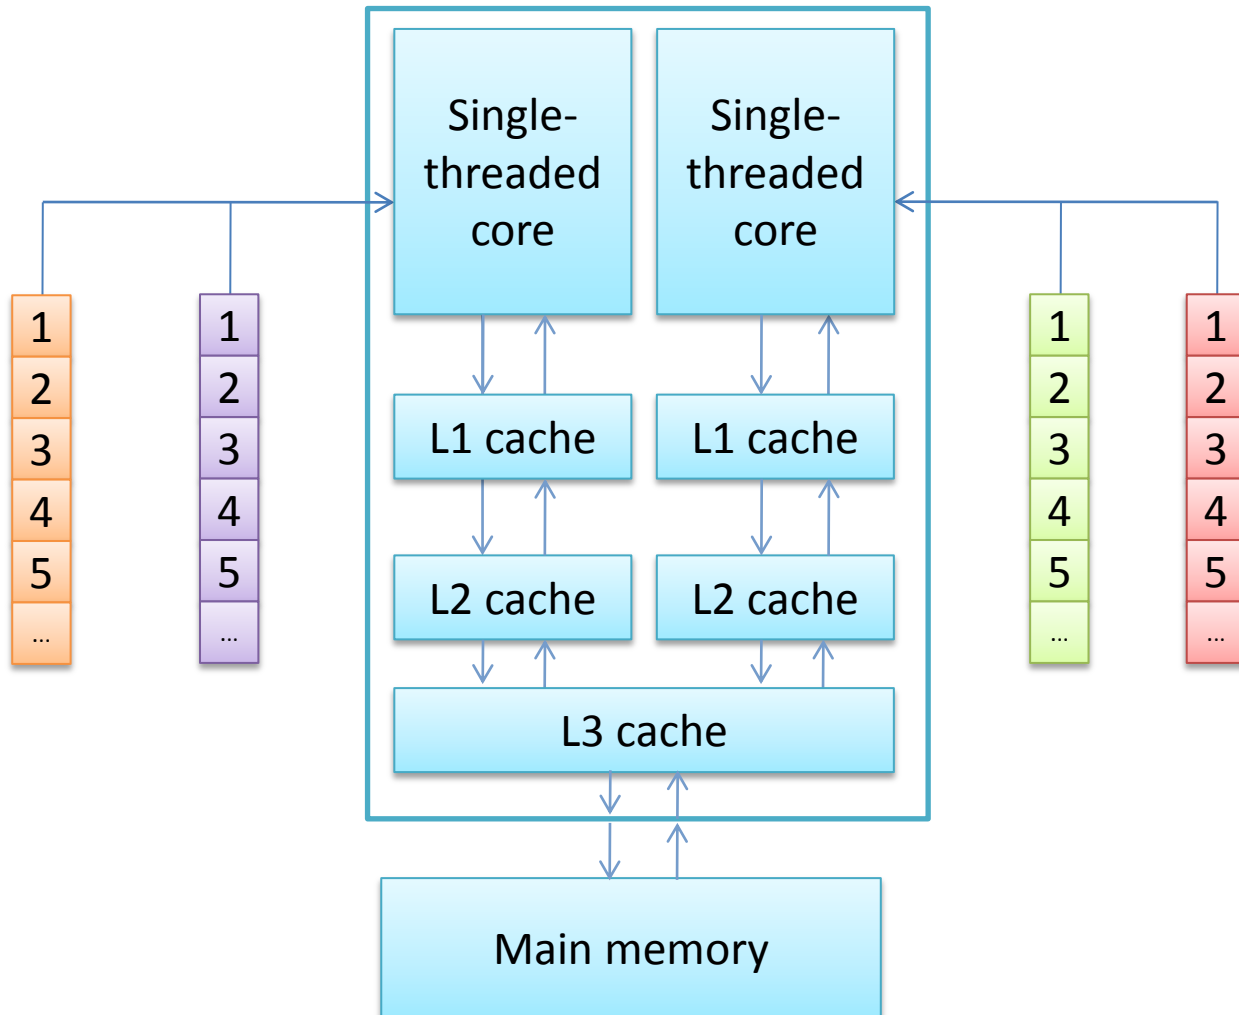 Single-
threaded
core
Single-
threaded
core
1
2
3
4
5
...
1
2
3
4
5
...
1
2
3
4
5
...
1
2
3
4
5
...
L1 cache
L1 cache
L2 cache
L2 cache
L3 cache
Main memory